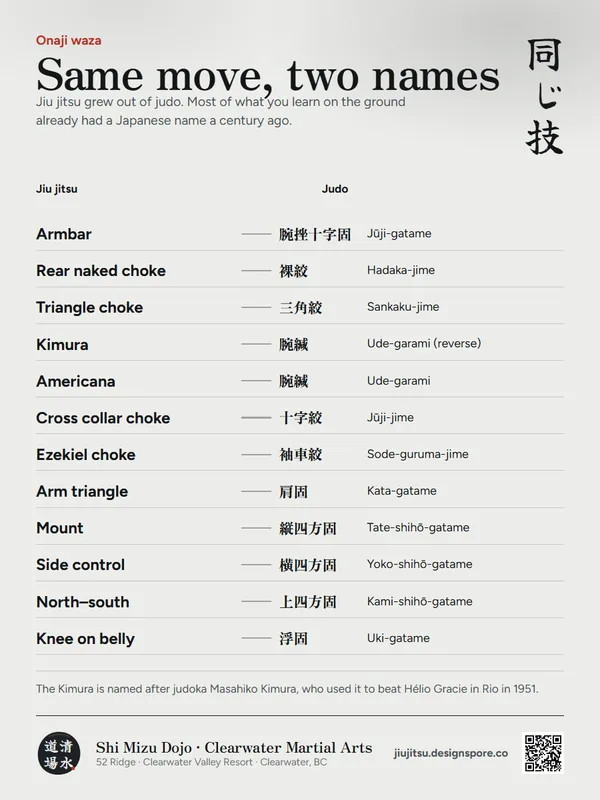 Onaji waza
Same move, two names
同じ技
Jiu jitsu grew out of judo. Most of what you learn on the ground
already had a Japanese name a century ago.
Jiu jitsu Judo
Armbar 腕挫十字固 Jūji-gatame
Rear naked choke 裸絞 Hadaka-jime
Triangle choke 三角絞 Sankaku-jime
Kimura 腕緘 Ude-garami (reverse)
Americana 腕緘 Ude-garami
Cross collar choke 十字絞 Jūji-jime
Ezekiel choke 袖車絞 Sode-guruma-jime
Arm triangle 肩固 Kata-gatame
Mount 縦四方固 Tate-shihō-gatame
Side control 横四方固 Yoko-shihō-gatame
North–south 上四方固 Kami-shihō-gatame
Knee on belly 浮固 Uki-gatame
The Kimura is named after judoka Masahiko Kimura, who used it to beat Hélio Gracie in Rio in 1951.
清水道場
Shi Mizu Dojo · Clearwater Martial Arts
52 Ridge · Clearwater Valley Resort · Clearwater, BC
jiujitsu.designspore.co